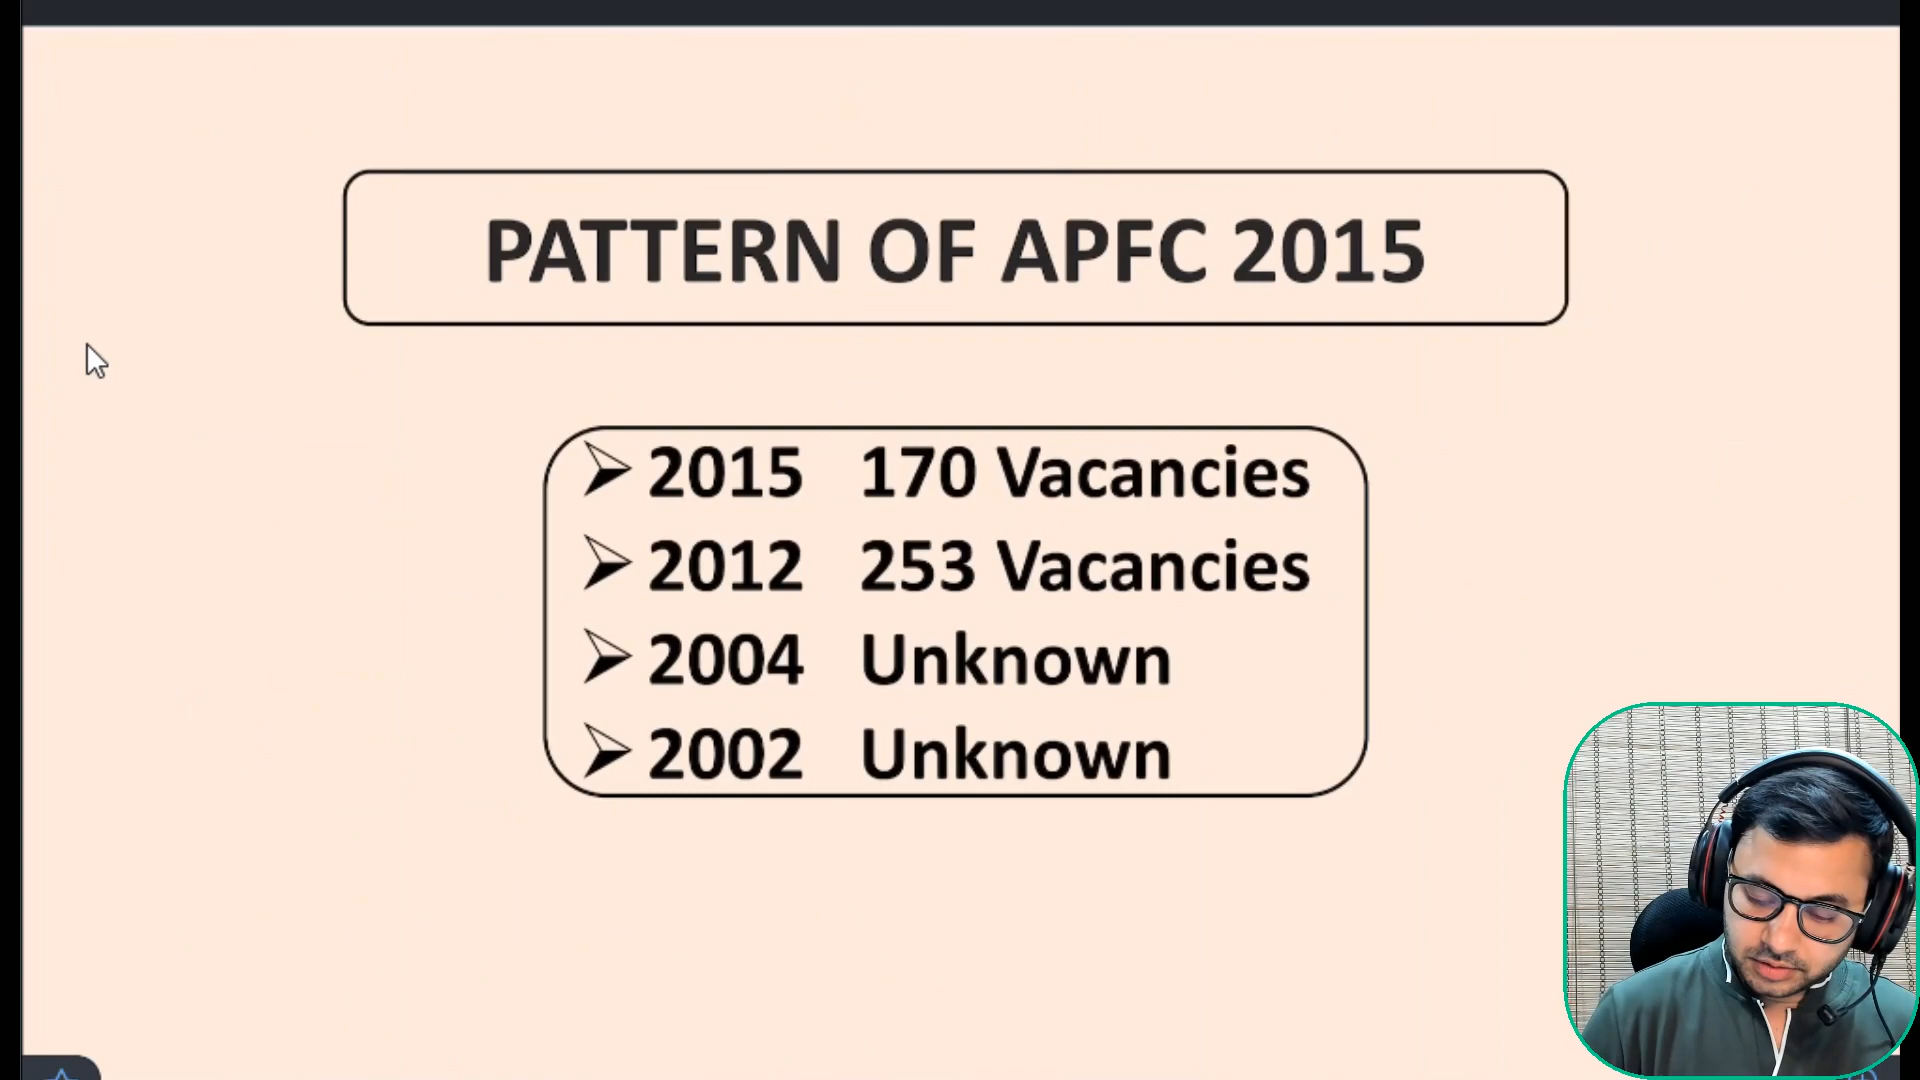 PATTERN OF APFC 2015
2015 170 Vacancies
2012 253 Vacancies
2004 Unknown
2002 Unknown